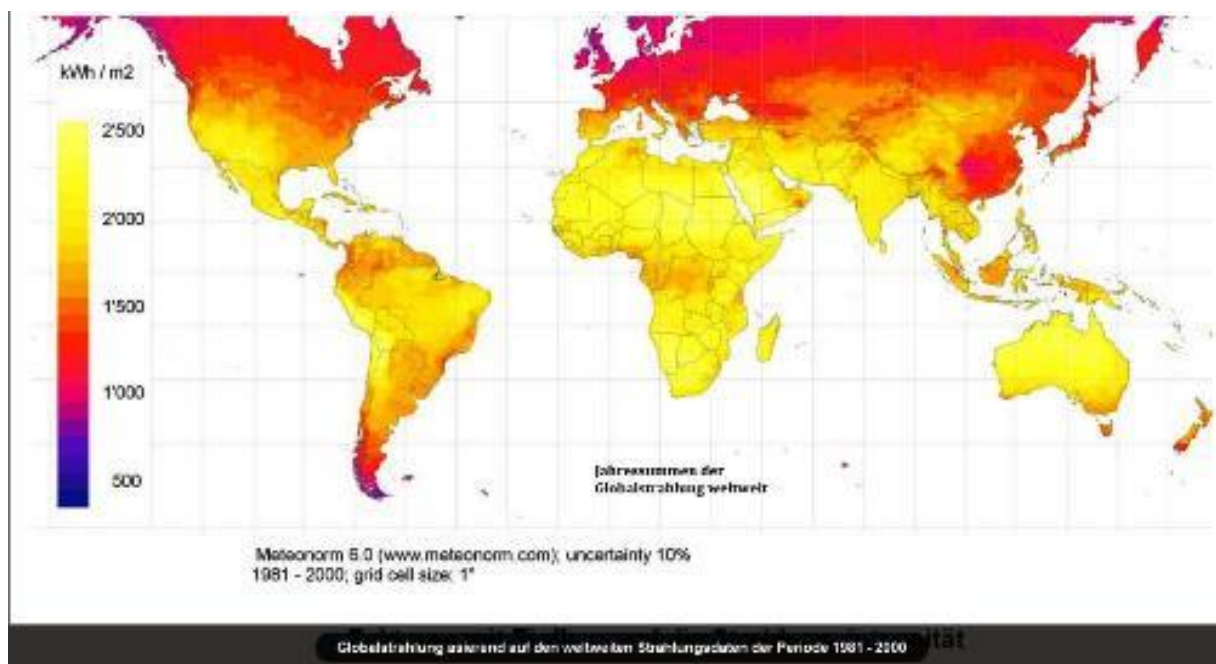 kWh / m2
2'500
2'000
1'500
1'000
500
Jahressummen der
Globalstrahlung weltweit
Meteonorm 6.0 (www.meteonorm.com); uncertainty 10%
1981 - 2000; grid cell size: 1°
Globalstrahlung asierend auf den weltweiten Strahlungsdaten der Periode 1981 - 2000